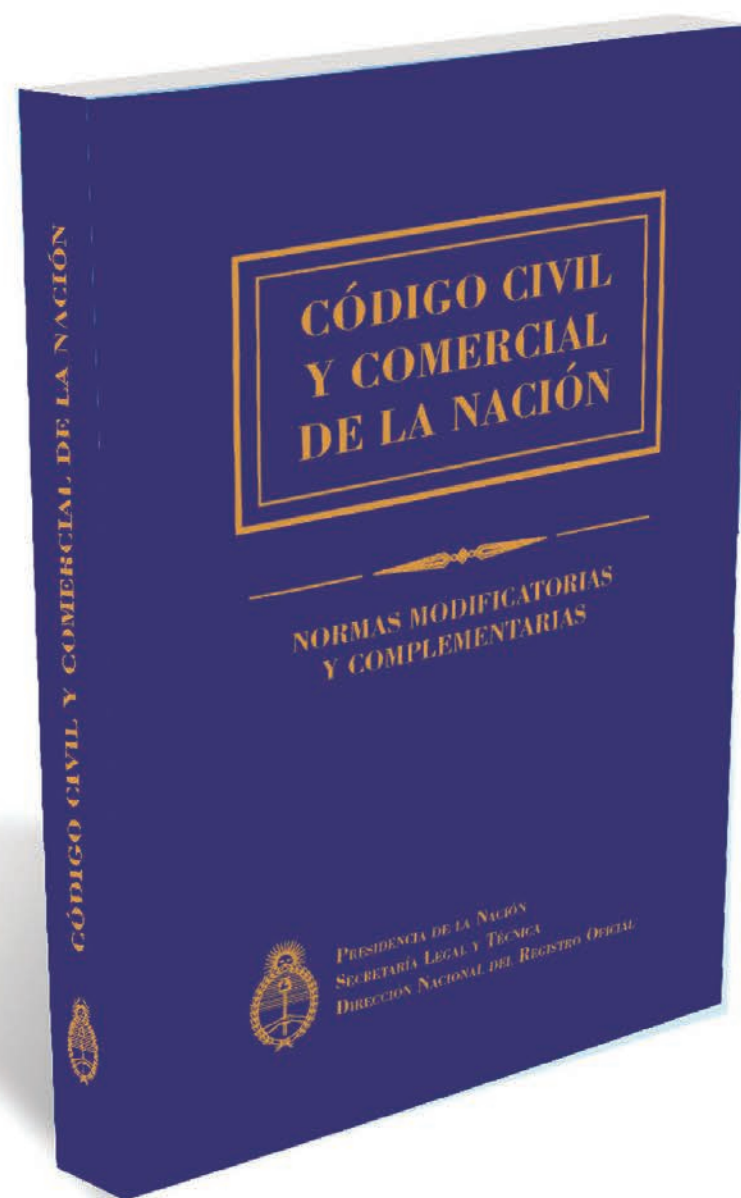 CÓDIGO CIVIL Y COMERCIAL DE LA NACIÓN
CÓDIGO CIVIL
Y COMERCIAL
DE LA NACIÓN
NORMAS MODIFICATORIAS
Y COMPLEMENTARIAS
PRESIDENCIA DE LA NACIÓN
SECRETARÍA LEGAL Y TÉCNICA
DIRECCIÓN NACIONAL DEL REGISTRO OFICIAL